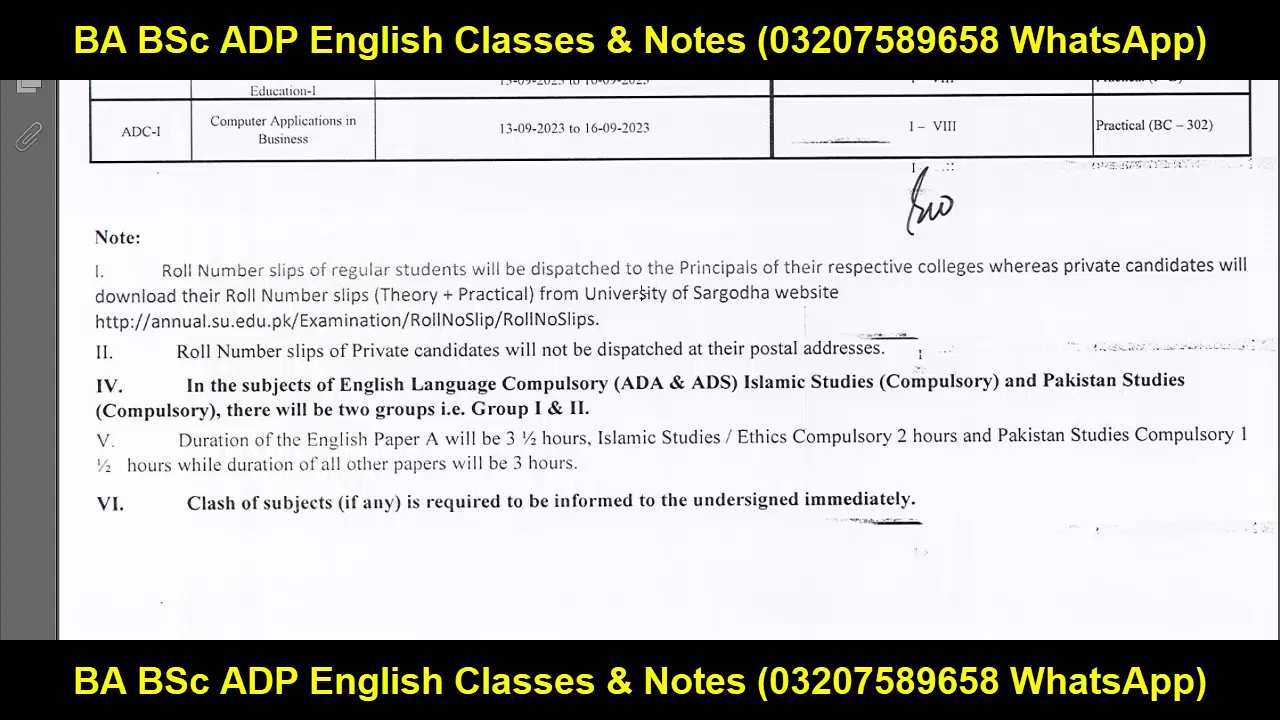 BA BSc ADP English Classes & Notes (03207589658 WhatsApp)
Education-I
13-09-2023 to 16-09-2023
I – VIII
ADC-I
Computer Applications in
Business
13-09-2023 to 16-09-2023
I – VIII
Practical (BC – 302)
Note:
I. Roll Number slips of regular students will be dispatched to the Principals of their respective colleges whereas private candidates will
download their Roll Number slips (Theory + Practical) from University of Sargodha website
http://annual.su.edu.pk/Examination/RollNoSlip/RollNoSlips.
II. Roll Number slips of Private candidates will not be dispatched at their postal addresses.
IV. In the subjects of English Language Compulsory (ADA & ADS) Islamic Studies (Compulsory) and Pakistan Studies
(Compulsory), there will be two groups i.e. Group I & II.
V. Duration of the English Paper A will be 3 ½ hours, Islamic Studies / Ethics Compulsory 2 hours and Pakistan Studies Compulsory 1
½ hours while duration of all other papers will be 3 hours.
VI. Clash of subjects (if any) is required to be informed to the undersigned immediately.
BA BSc ADP English Classes & Notes (03207589658 WhatsApp)